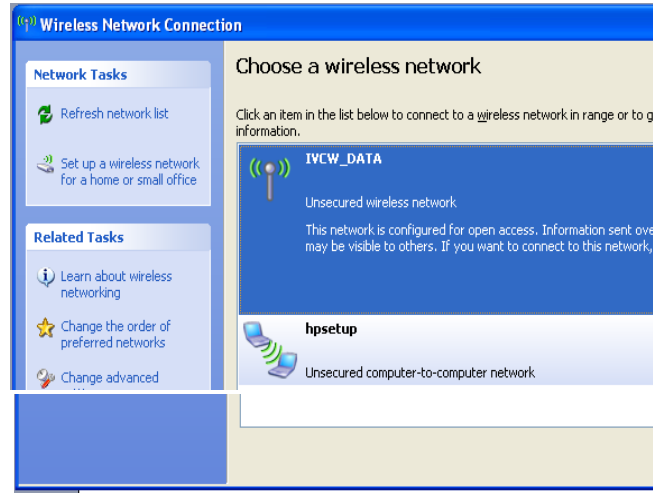 Wireless Network Connecti
Network Tasks
Refresh network list
Set up a wireless network
for a home or small office
Related Tasks
Learn about wireless
networking
Change the order of
preferred networks
Change advanced
Choose a wireless network
Click an item in the list below to connect to a wireless network in range or to g
information.
IVCW_DATA
Unsecured wireless network
This network is configured for open access. Information sent ove
may be visible to others. If you want to connect to this network,
hpsetup
Unsecured computer-to-computer network